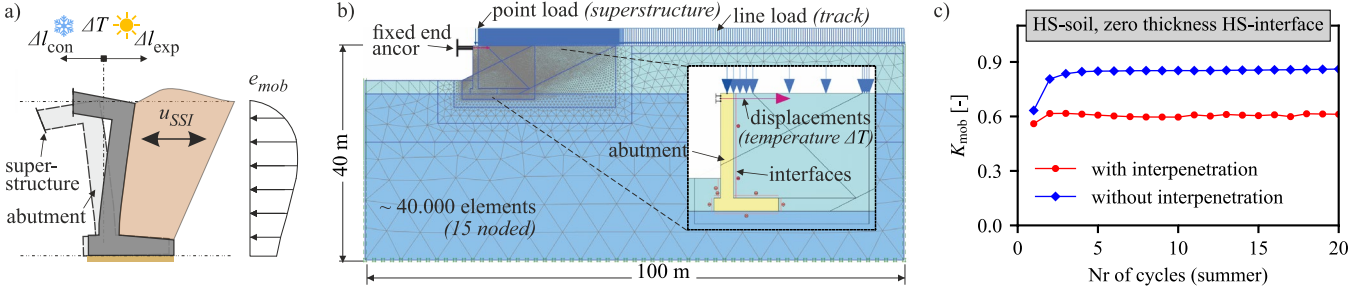 a)
Δl_con
ΔT
Δl_exp
e_mob
u_SSI
super-
structure
abutment
b)
point load (superstructure)
line load (track)
fixed end
ancor
displacements
(temperature ΔT)
abutment
interfaces
40 m
~ 40.000 elements
(15 noded)
100 m
c)
HS-soil, zero thickness HS-interface
0.9
0.6
0.3
0.0
K_mob [-]
with interpenetration
without interpenetration
0
5
10
15
20
Nr of cycles (summer)